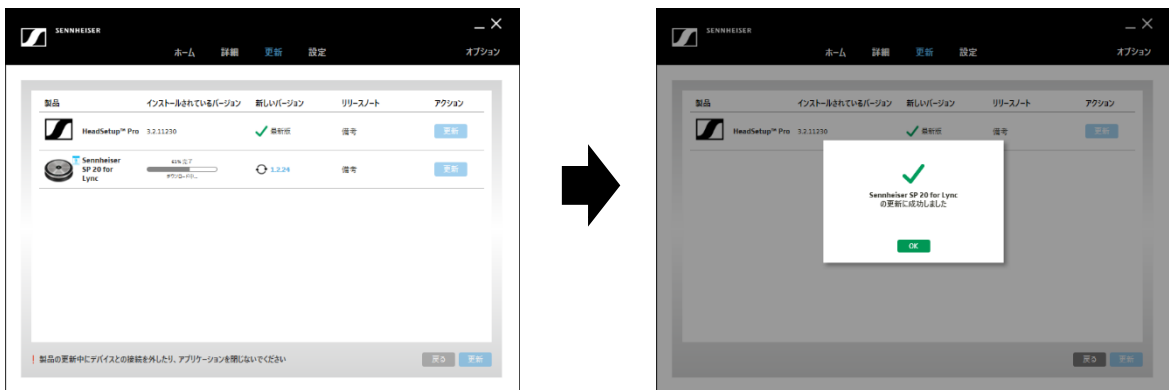 SENNHEISER
ホーム 詳細 更新 設定 オプション
製品 インストールされているバージョン 新しいバージョン リリースノート アクション
HeadSetup™ Pro 3.2.11230 最新版 備考 更新
Sennheiser
SP 20 for
Lync
61% 完了
ダウンロード中...
1.2.24 備考 更新
! 製品の更新中にデバイスとの接続を外したり、アプリケーションを閉じないでください
戻る 更新
SENNHEISER
ホーム 詳細 更新 設定 オプション
製品 インストールされているバージョン 新しいバージョン リリースノート アクション
HeadSetup™ Pro 3.2.11230 最新版 備考 更新
Sennheiser SP 20 for Lync
の更新に成功しました
OK
戻る 更新